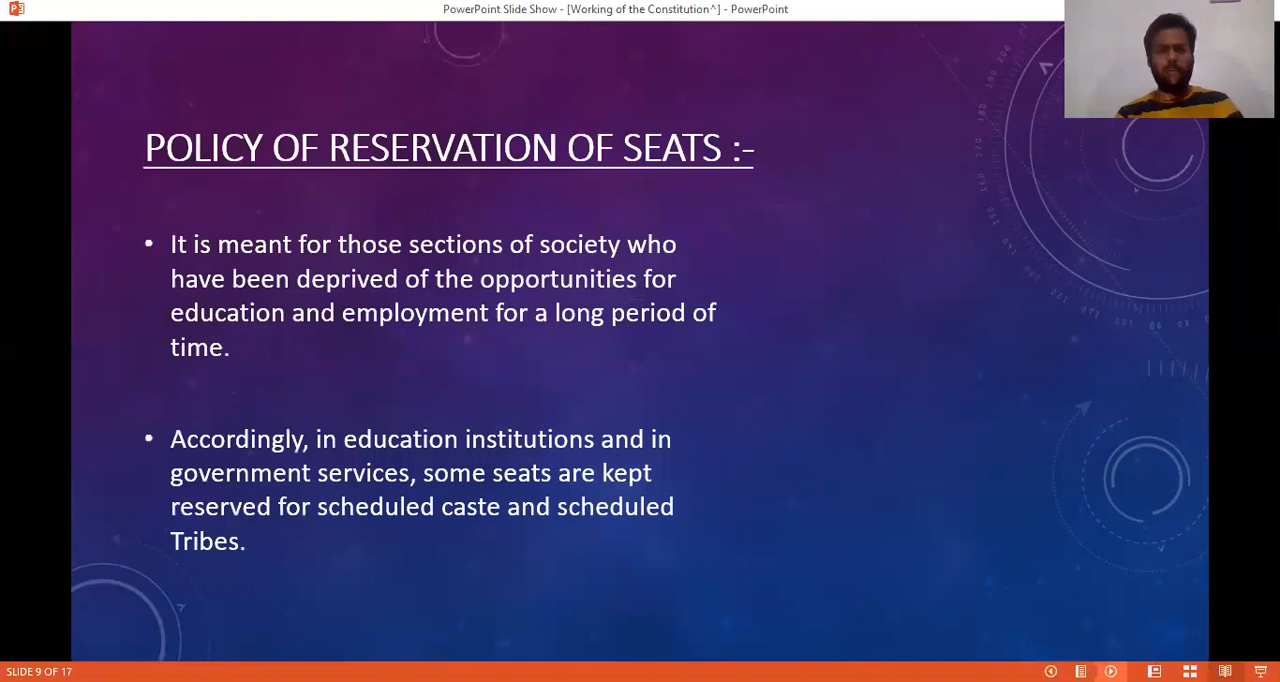 PowerPoint Slide Show - [Working of the Constitution^] - PowerPoint
POLICY OF RESERVATION OF SEATS :-
• It is meant for those sections of society who
have been deprived of the opportunities for
education and employment for a long period of
time.
• Accordingly, in education institutions and in
government services, some seats are kept
reserved for scheduled caste and scheduled
Tribes.
SLIDE 9 OF 17